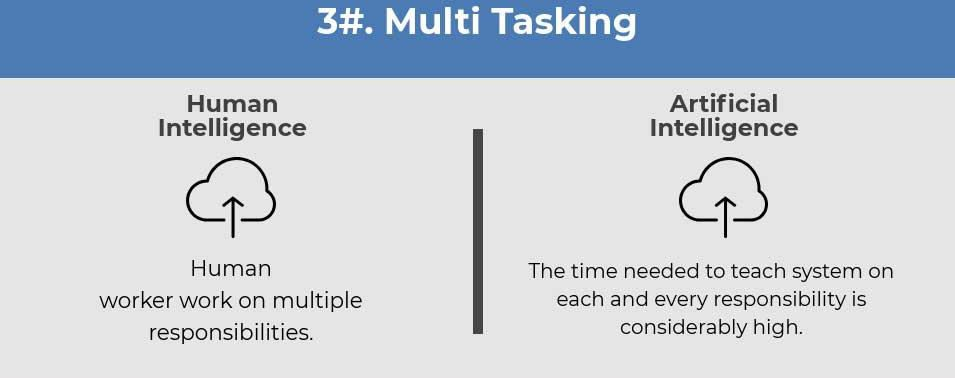 3#. Multi Tasking
Human
Intelligence
Human
worker work on multiple
responsibilities.
Artificial
Intelligence
The time needed to teach system on
each and every responsibility is
considerably high.